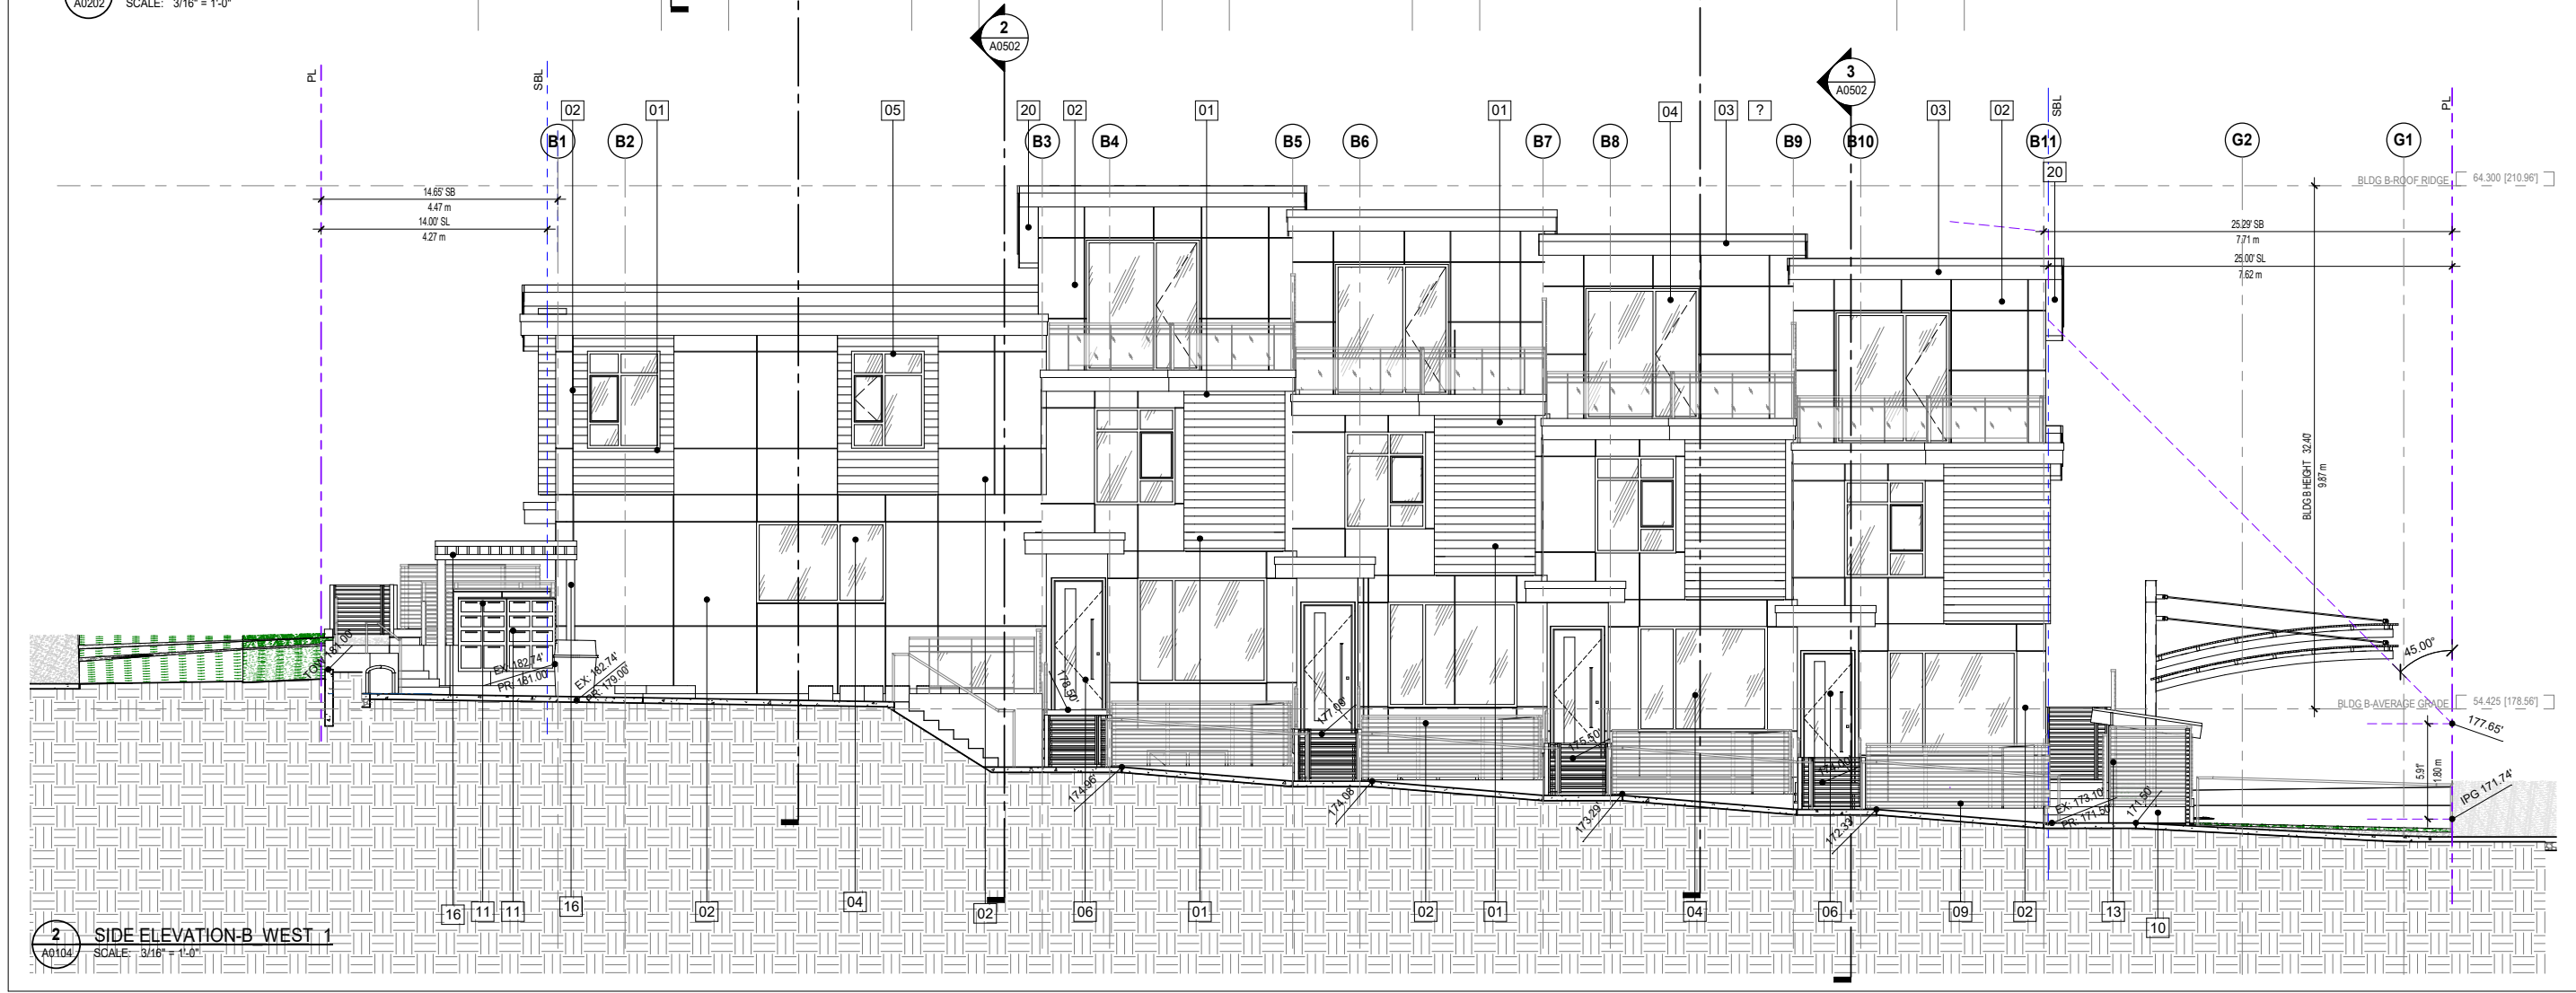 A0202
SCALE: 3/16" = 1'-0"
2
A0502
3
A0502
PL
SBL
SBL
PL
02
01
05
20
02
01
01
04
03
?
03
02
B1
B2
B3
B4
B5
B6
B7
B8
B9
B10
B11
G2
G1
20
BLDG B-ROOF RIDGE
64.300 [210.96']
14.65' SB
4.47 m
14.00' SL
4.27 m
25.29' SB
7.71 m
25.00' SL
7.62 m
BLDG B HEIGHT 32.40'
9.87 m
45.00°
TOW 181.00'
EX: 182.74'
PR: 181.00'
EX: 182.74'
PR: 179.00'
178.50'
177.00'
175.50'
174.00'
BLDG B-AVERAGE GRADE
54.425 [178.56']
177.65'
5.91'
1.80 m
IPG 171.74'
174.96'
174.08'
173.29'
172.33'
EX: 173.10'
PR: 171.50'
171.50'
16
11
11
16
02
04
02
06
01
02
01
04
06
09
02
13
10
2
A0104
SIDE ELEVATION-B_WEST_1
SCALE: 3/16" = 1'-0"